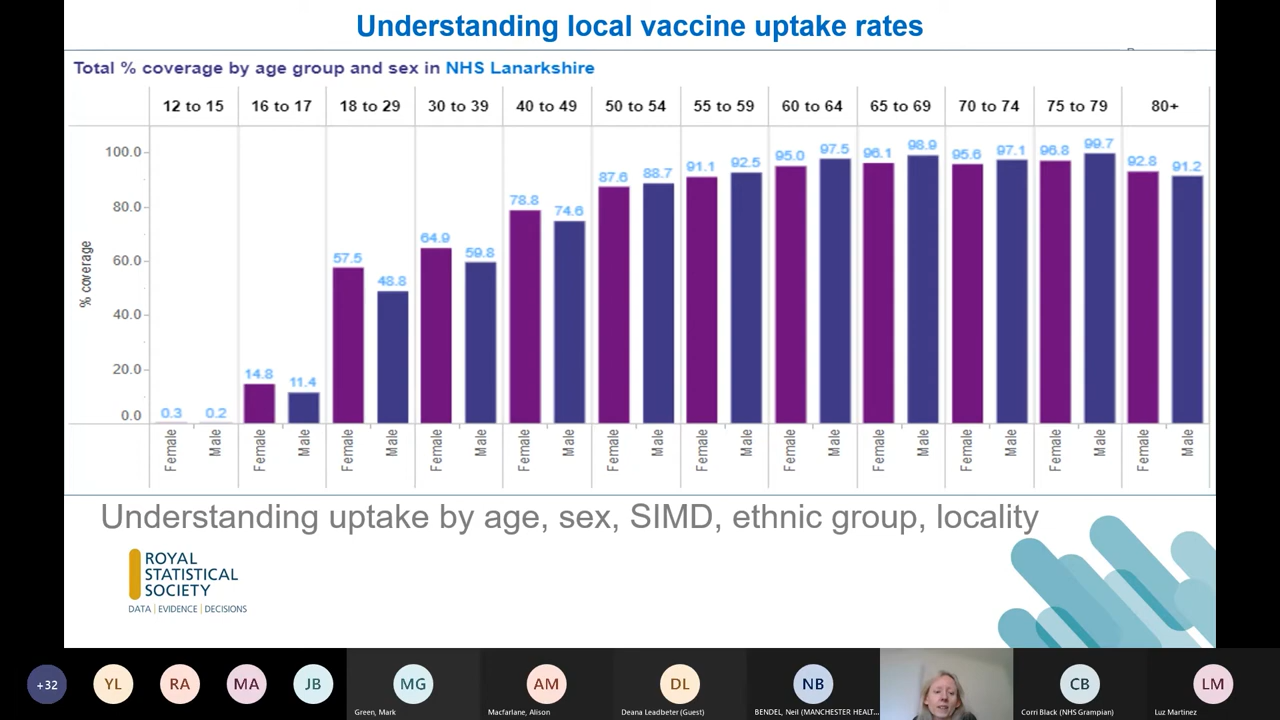 Understanding local vaccine uptake rates
Total % coverage by age group and sex in NHS Lanarkshire
12 to 15 16 to 17 18 to 29 30 to 39 40 to 49 50 to 54 55 to 59 60 to 64 65 to 69 70 to 74 75 to 79 80+
% coverage
100.0
80.0
60.0
40.0
20.0
0.0
0.3 0.2 14.8 11.4 57.5 48.8 64.9 59.8 78.8 74.6 87.6 88.7 91.1 92.5 95.0 97.5 96.1 98.9 95.6 97.1 96.8 99.7 92.8 91.2
Female Male Female Male Female Male Female Male Female Male Female Male Female Male Female Male Female Male Female Male Female Male Female Male
Understanding uptake by age, sex, SIMD, ethnic group, locality
ROYAL
STATISTICAL
SOCIETY
DATA | EVIDENCE | DECISIONS
+32 YL RA MA JB MG AM DL NB CB LM
Green, Mark Macfarlane, Alison Deana Leadbeter (Guest) BENDEL, Neil (MANCHESTER HEALT... Corri Black (NHS Grampian) Luz Martinez